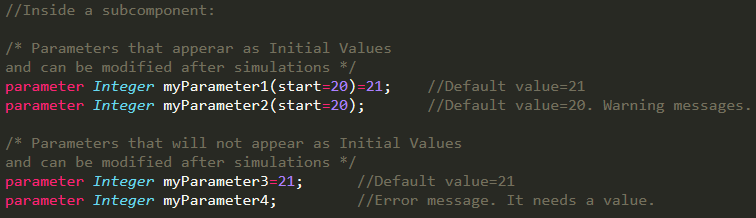 //Inside a subcomponent:
/* Parameters that apperar as Initial Values
and can be modified after simulations */
parameter Integer myParameter1(start=20)=21;    //Default value=21
parameter Integer myParameter2(start=20);       //Default value=20. Warning messages.
/* Parameters that will not appear as Initial Values
and can be modified after simulations */
parameter Integer myParameter3=21;       //Default value=21
parameter Integer myParameter4;          //Error message. It needs a value.